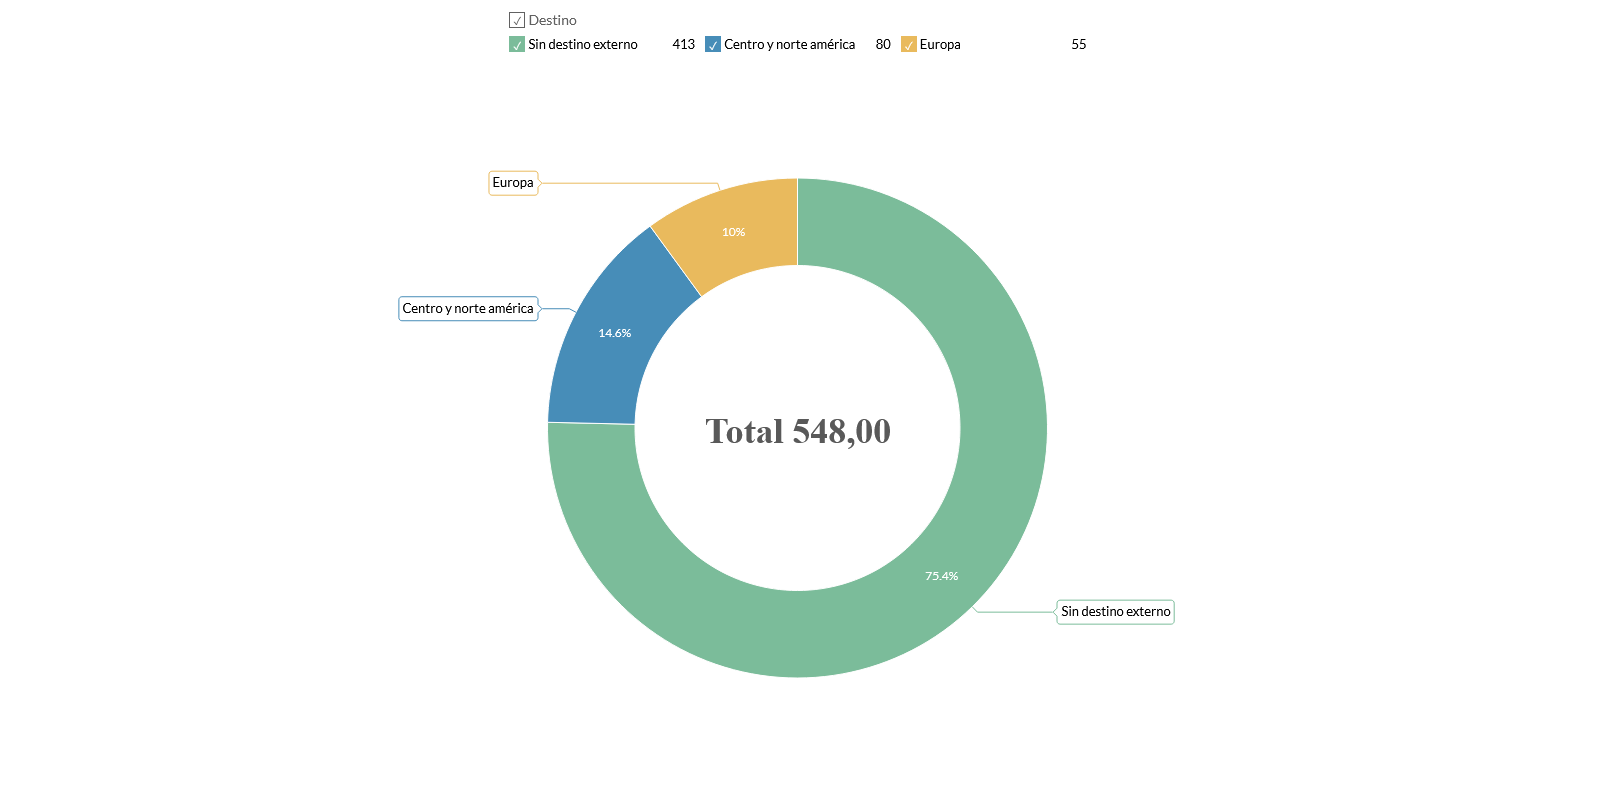 Destino
Sin destino externo 413 Centro y norte américa 80 Europa 55
Europa
10%
Centro y norte américa
14.6%
Total 548,00
75.4%
Sin destino externo